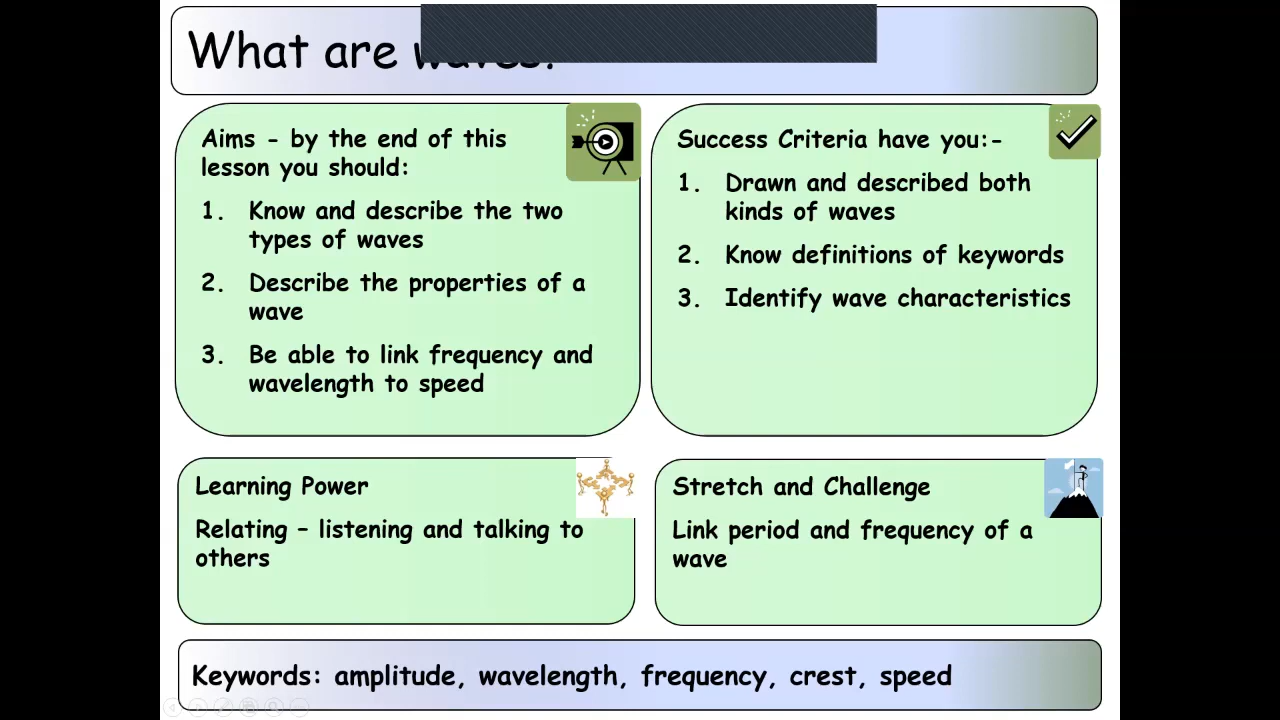 What are waves?
Aims - by the end of this
lesson you should:
1. Know and describe the two
types of waves
2. Describe the properties of a
wave
3. Be able to link frequency and
wavelength to speed
Success Criteria have you:-
1. Drawn and described both
kinds of waves
2. Know definitions of keywords
3. Identify wave characteristics
Learning Power
Relating – listening and talking to
others
Stretch and Challenge
Link period and frequency of a
wave
Keywords: amplitude, wavelength, frequency, crest, speed